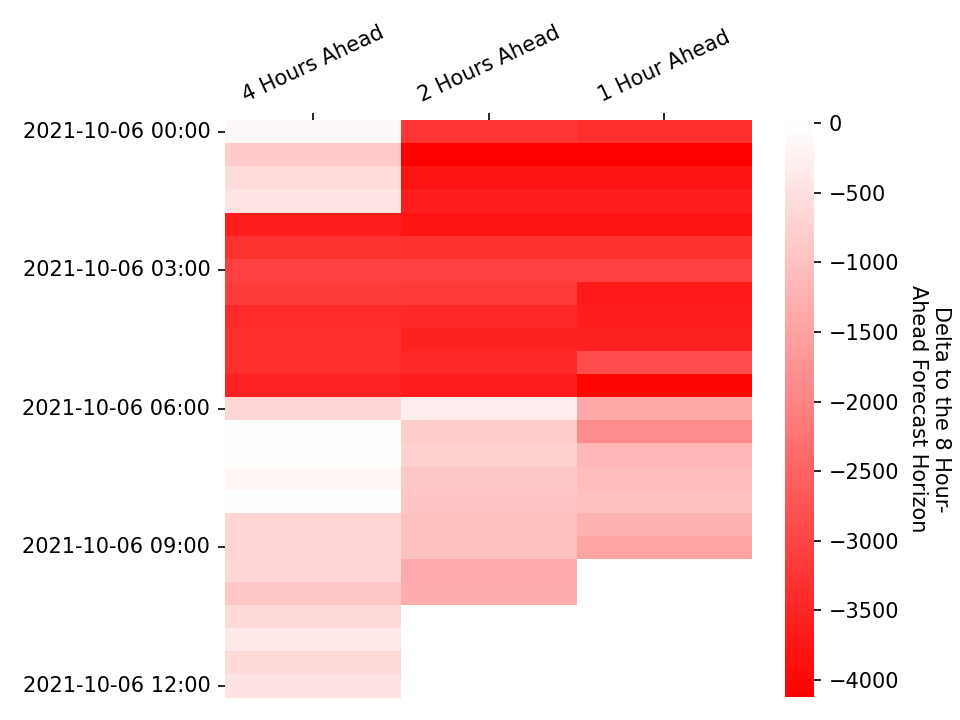 4 Hours Ahead
2 Hours Ahead
1 Hour Ahead
2021-10-06 00:00
2021-10-06 03:00
2021-10-06 06:00
2021-10-06 09:00
2021-10-06 12:00
0
−500
−1000
−1500
−2000
−2500
−3000
−3500
−4000
Delta to the 8 Hour-
Ahead Forecast Horizon